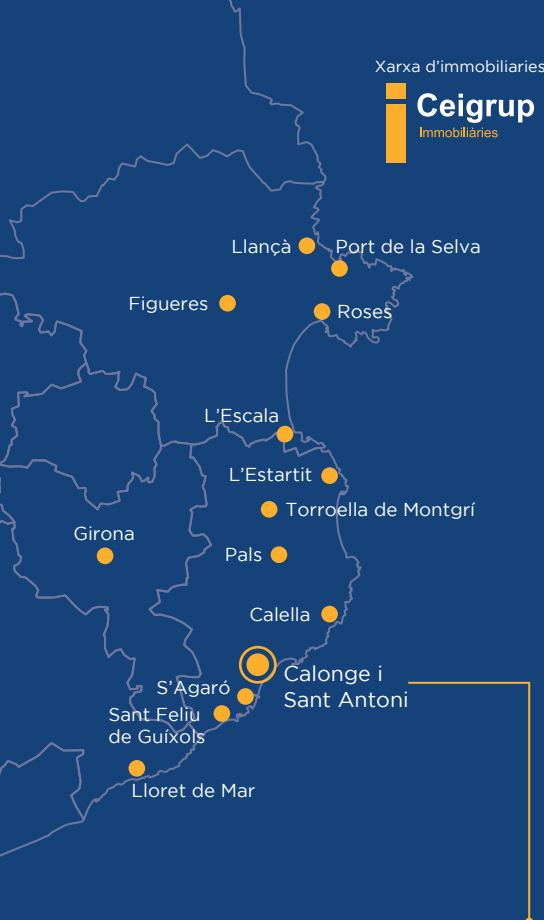 Xarxa d'immobiliaries
Ceigrup
Immobiliàries
Llançà
Port de la Selva
Figueres
Roses
L'Escala
L'Estartit
Torroella de Montgrí
Girona
Pals
Calella
Calonge i
Sant Antoni
S'Agaró
Sant Feliu
de Guíxols
Lloret de Mar